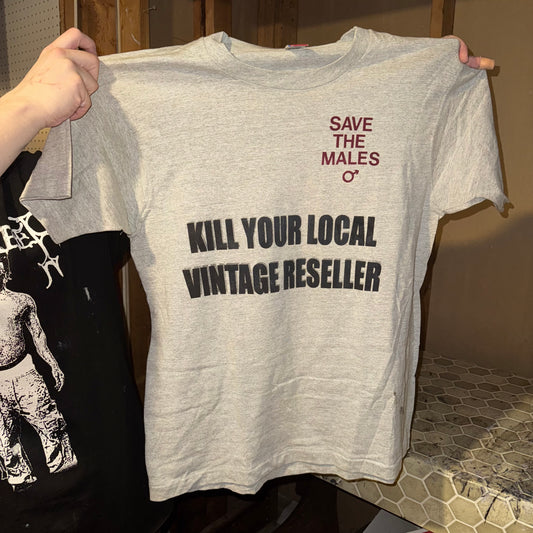 SAVE
THE
MALES
♂
KILL YOUR LOCAL
VINTAGE RESELLER